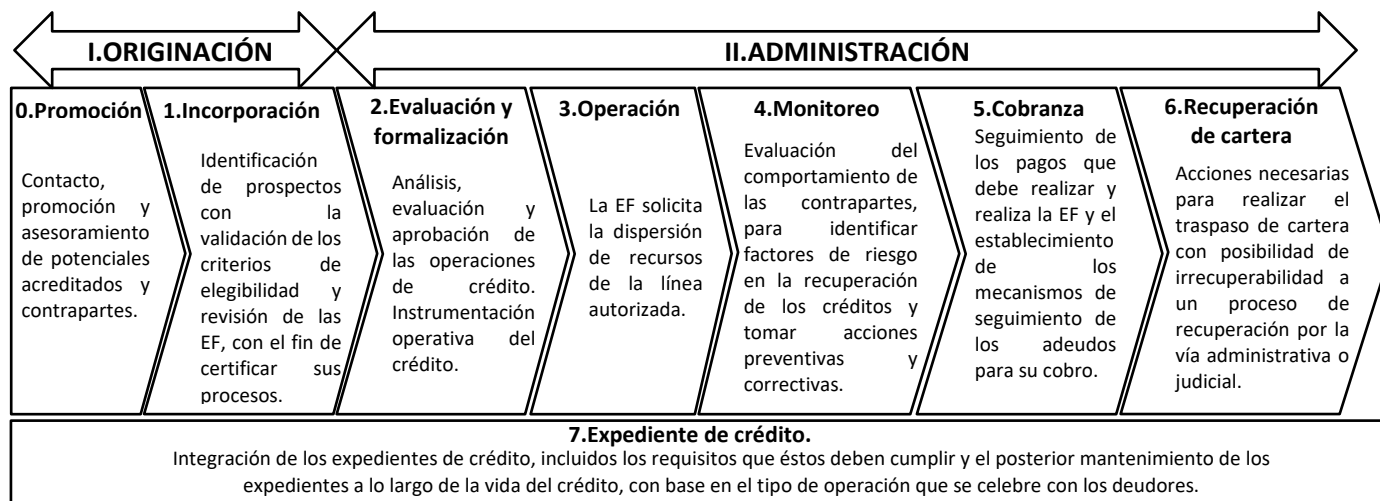 I.ORIGINACIÓN
II.ADMINISTRACIÓN
0.Promoción
Contacto,
promoción y
asesoramiento
de potenciales
acreditados y
contrapartes.
1.Incorporación
Identificación
de prospectos
con la
validación de los
criterios de
elegibilidad y
revisión de las
EF, con el fin de
certificar sus
procesos.
2.Evaluación y
formalización
Análisis,
evaluación y
aprobación de
las operaciones
de crédito.
Instrumentación
operativa del
crédito.
3.Operación
La EF solicita
la dispersión
de recursos
de la línea
autorizada.
4.Monitoreo
Evaluación del
comportamiento de
las contrapartes,
para identificar
factores de riesgo
en la recuperación
de los créditos y
tomar acciones
preventivas y
correctivas.
5.Cobranza
Seguimiento de
los pagos que
debe realizar y
realiza la EF y el
establecimiento
de los
mecanismos de
seguimiento de
los adeudos
para su cobro.
6.Recuperación
de cartera
Acciones necesarias
para realizar el
traspaso de cartera
con posibilidad de
irrecuperabilidad a
un proceso de
recuperación por la
vía administrativa o
judicial.
7.Expediente de crédito.
Integración de los expedientes de crédito, incluidos los requisitos que éstos deben cumplir y el posterior mantenimiento de los
expedientes a lo largo de la vida del crédito, con base en el tipo de operación que se celebre con los deudores.